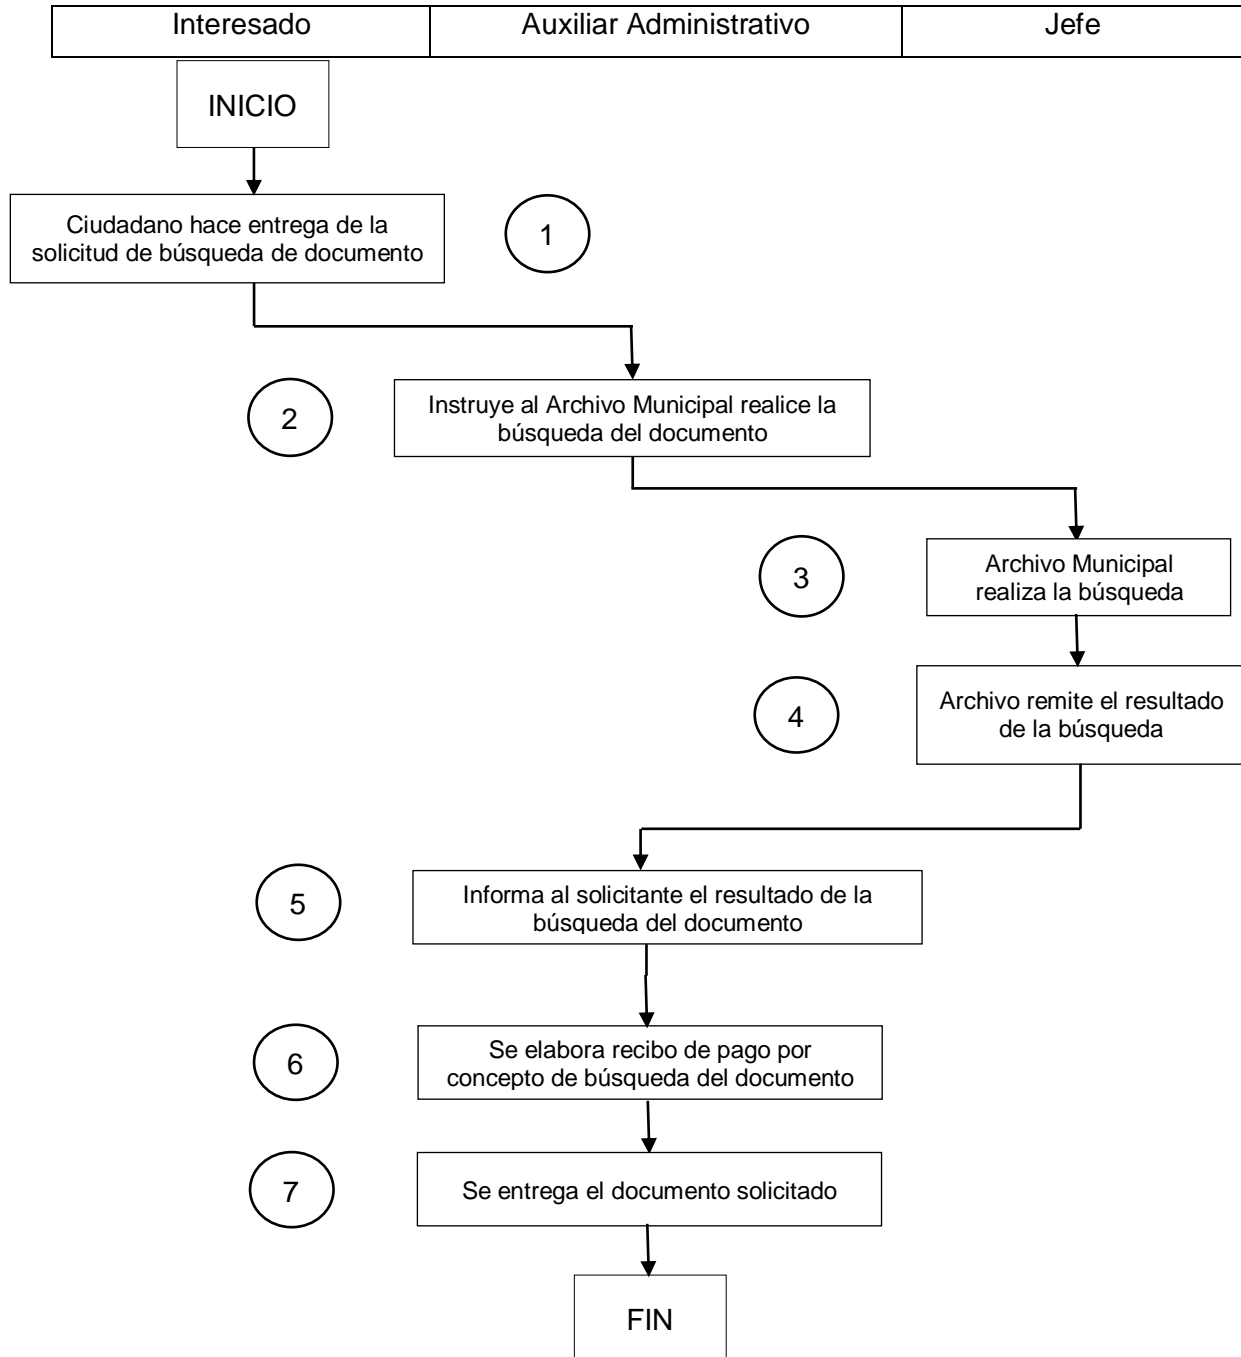 Interesado Auxiliar Administrativo Jefe
INICIO
Ciudadano hace entrega de la
solicitud de búsqueda de documento
1
2
Instruye al Archivo Municipal realice la
búsqueda del documento
3
Archivo Municipal
realiza la búsqueda
4
Archivo remite el resultado
de la búsqueda
5
Informa al solicitante el resultado de la
búsqueda del documento
6
Se elabora recibo de pago por
concepto de búsqueda del documento
7
Se entrega el documento solicitado
FIN